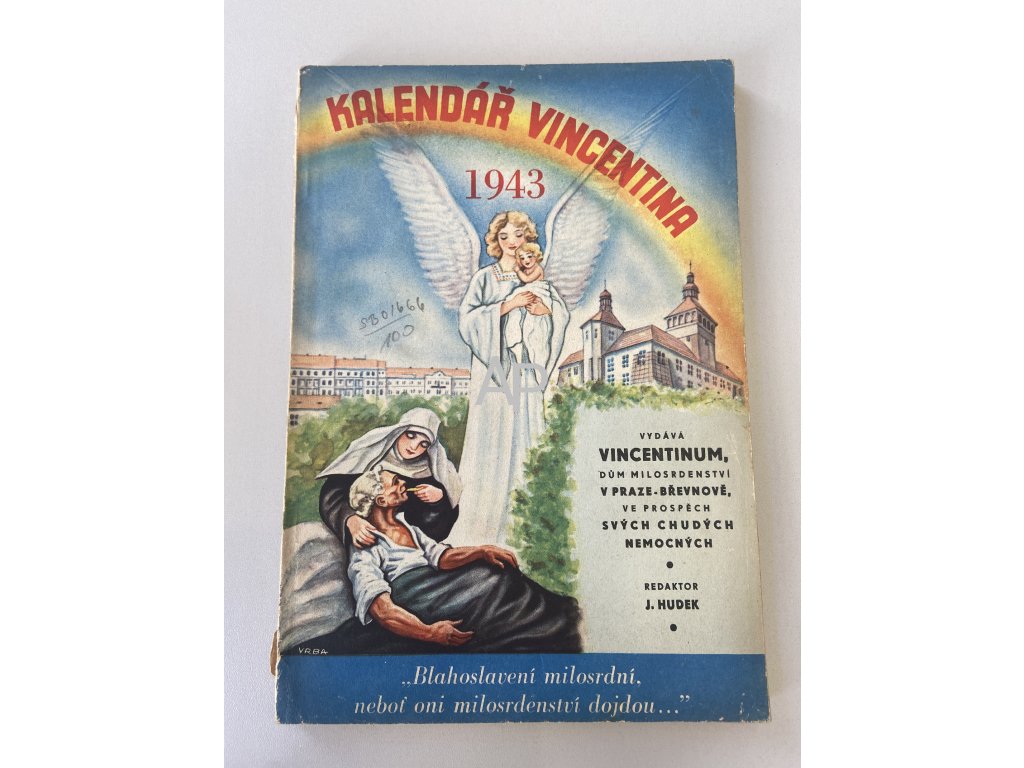 KALENDÁŘ VINCENTINA
1943
SB01666
100
AP
VYDÁVÁ
VINCENTINUM,
DŮM MILOSRDENSTVÍ
V PRAZE-BŘEVNOVĚ,
VE PROSPĚCH
SVÝCH CHUDÝCH
NEMOCNÝCH
REDAKTOR
J. HUDEK
VRBA
„Blahoslavení milosrdní,
neboť oni milosrdenství dojdou..."